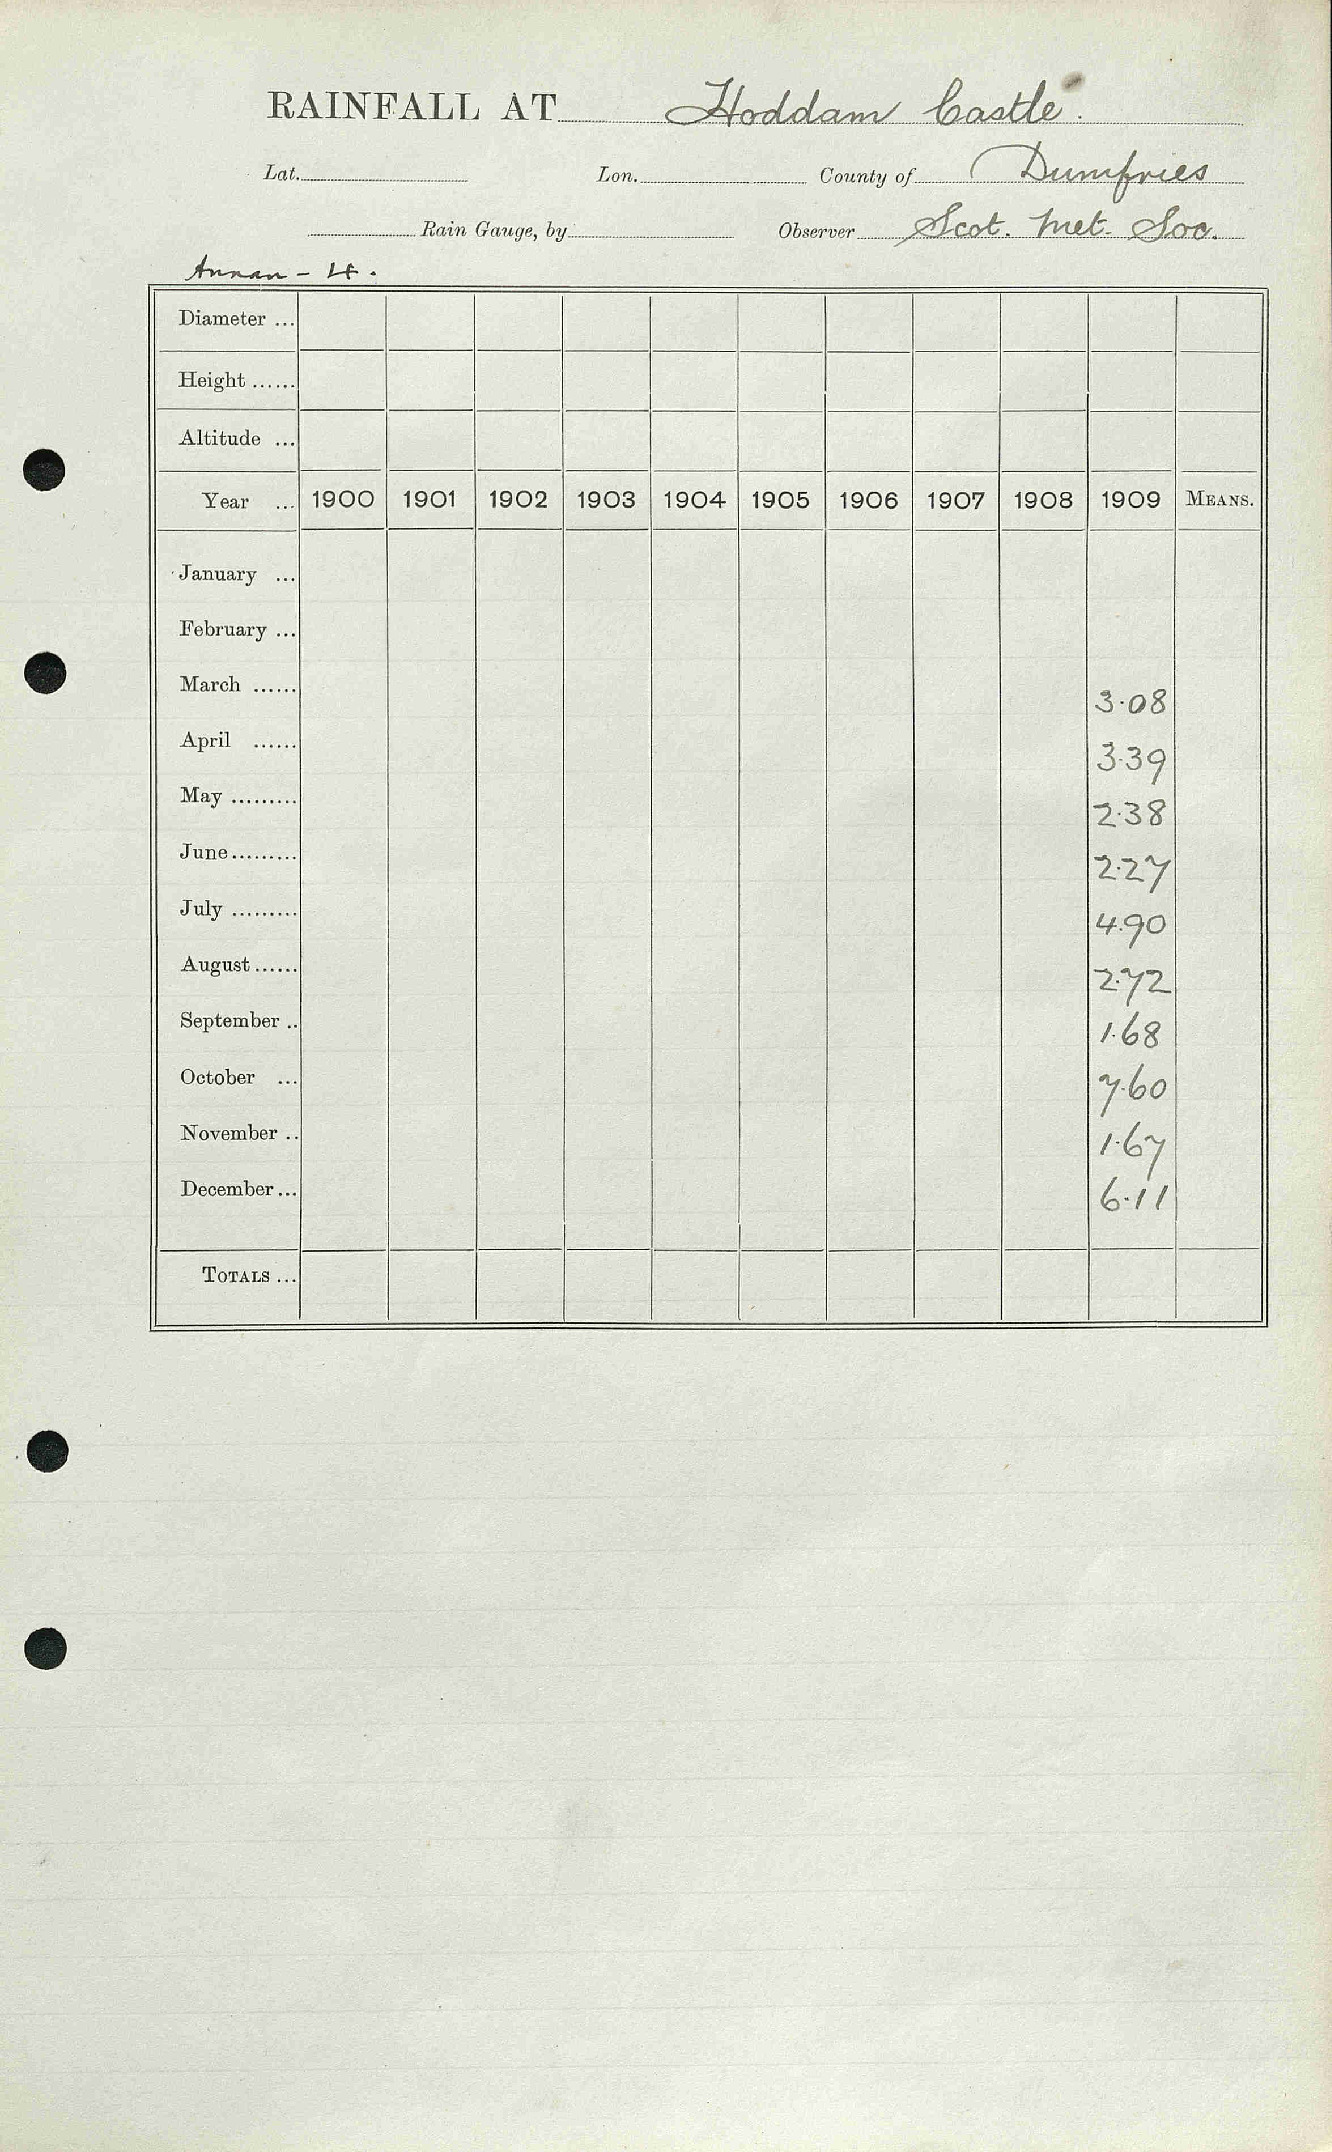 RAINFALL AT Hoddam Castle.
Lat. Lon. County of Dumfries
Rain Gauge, by Observer Scot. Met. Soc.
Annan - 4.
Diameter ...
Height ......
Altitude ...
Year ... 1900 1901 1902 1903 1904 1905 1906 1907 1908 1909 MEANS.
January ...
February ...
March ...... 3.08
April ...... 3.39
May ......... 2.38
June ......... 2.27
July ......... 4.90
August ...... 2.72
September .. 1.68
October ... 7.60
November .. 1.67
December ... 6.11
TOTALS ...